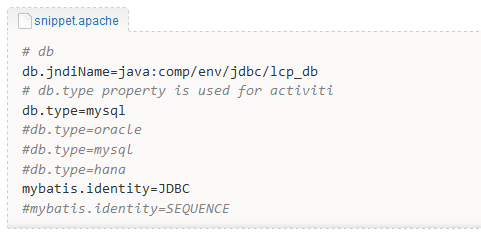 snippet.apache
# db
db.jndiName=java:comp/env/jdbc/lcp_db
# db.type property is used for activiti
db.type=mysql
#db.type=oracle
#db.type=mysql
#db.type=hana
mybatis.identity=JDBC
#mybatis.identity=SEQUENCE